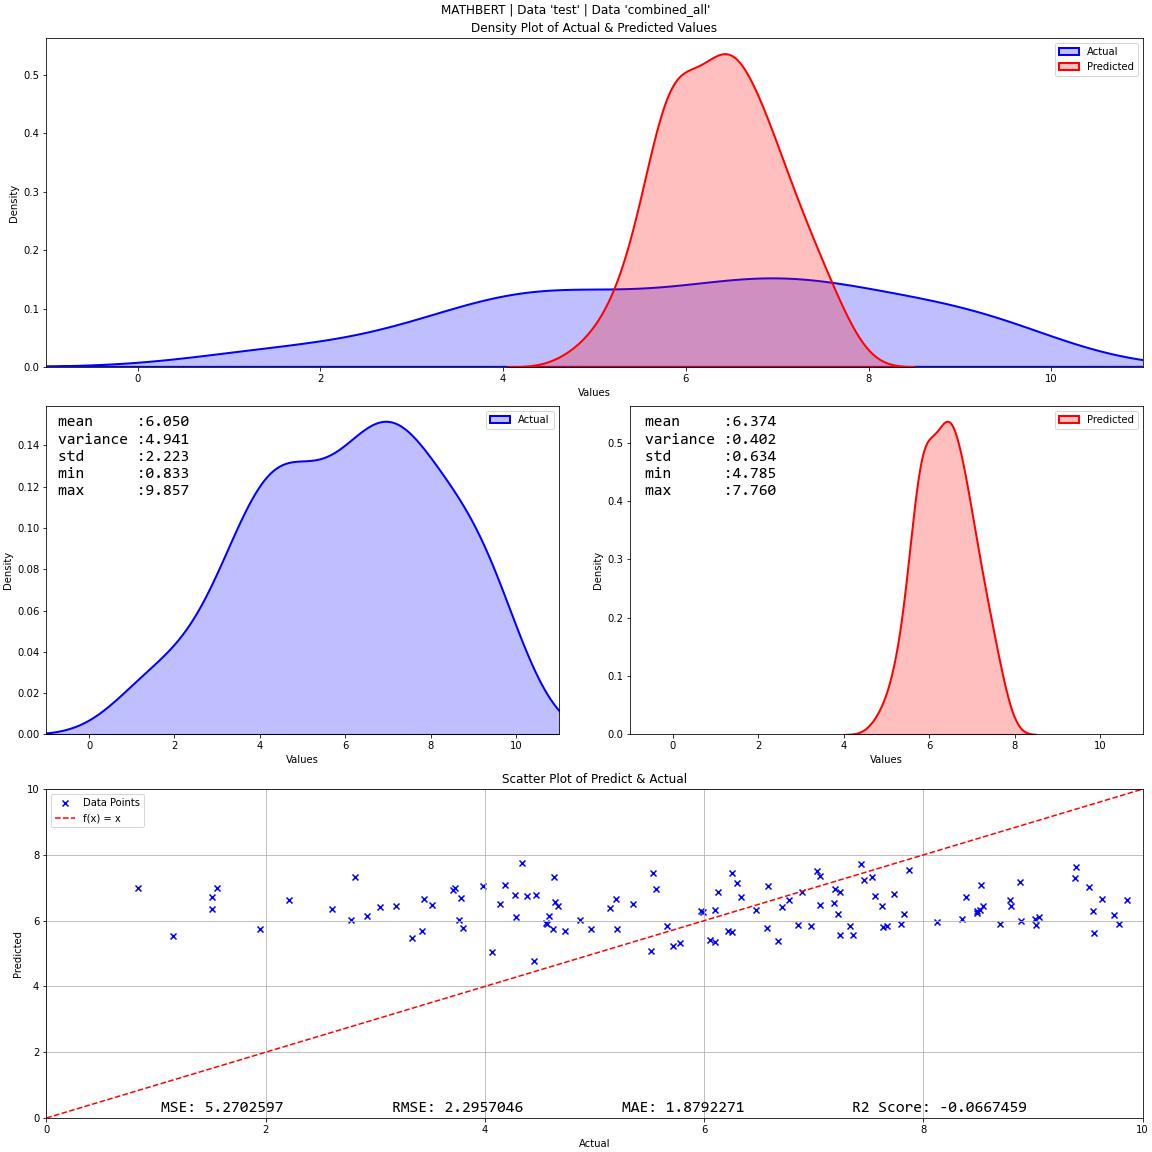 MATHBERT | Data 'test' | Data 'combined_all'
Density Plot of Actual & Predicted Values
Actual
Predicted
Density
0.5
0.4
0.3
0.2
0.1
0.0
0 2 4 6 8 10
Values
mean :6.050
variance :4.941
std :2.223
min :0.833
max :9.857
Actual
Density
0.14
0.12
0.10
0.08
0.06
0.04
0.02
0.00
0 2 4 6 8 10
Values
mean :6.374
variance :0.402
std :0.634
min :4.785
max :7.760
Predicted
Density
0.5
0.4
0.3
0.2
0.1
0.0
0 2 4 6 8 10
Values
Scatter Plot of Predict & Actual
Data Points
f(x) = x
Predicted
10
8
6
4
2
0
MSE: 5.2702597 RMSE: 2.2957046 MAE: 1.8792271 R2 Score: -0.0667459
0 2 4 6 8 10
Actual